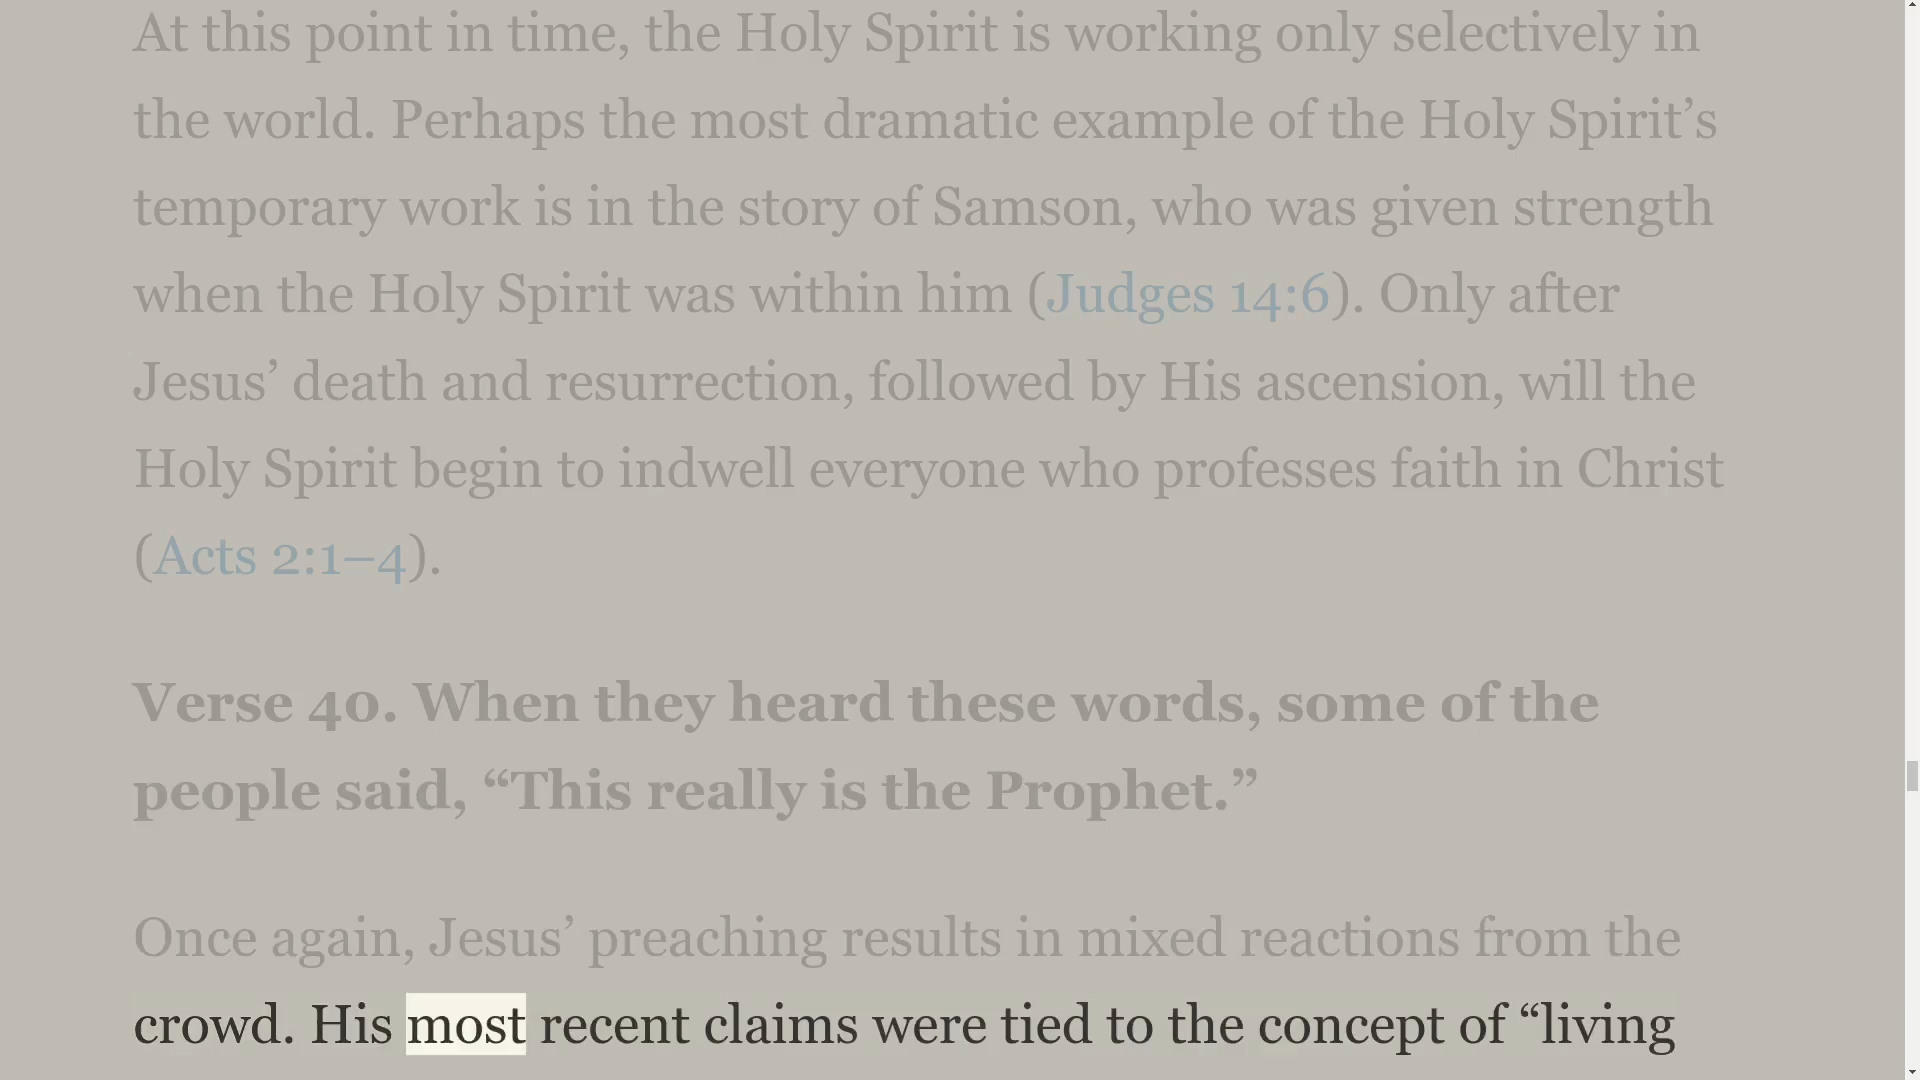 At this point in time, the Holy Spirit is working only selectively in
the world. Perhaps the most dramatic example of the Holy Spirit’s
temporary work is in the story of Samson, who was given strength
when the Holy Spirit was within him (Judges 14:6). Only after
Jesus’ death and resurrection, followed by His ascension, will the
Holy Spirit begin to indwell everyone who professes faith in Christ
(Acts 2:1–4).
Verse 40. When they heard these words, some of the
people said, “This really is the Prophet.”
Once again, Jesus’ preaching results in mixed reactions from the
crowd. His most recent claims were tied to the concept of “living